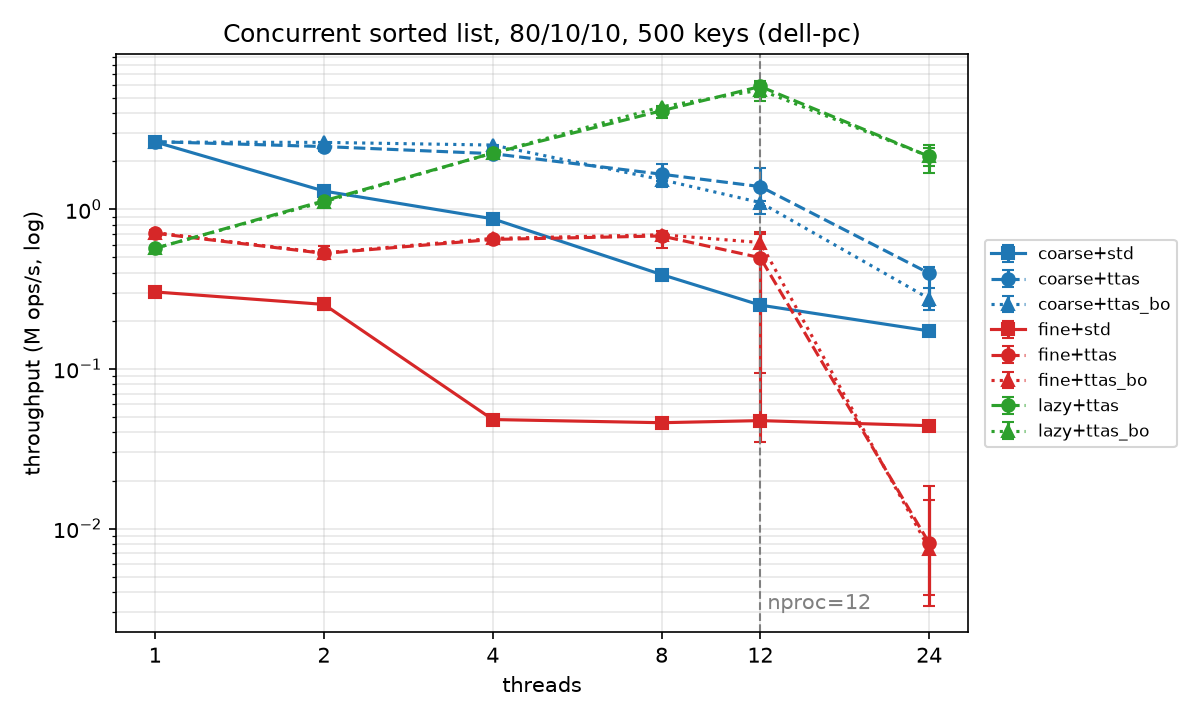 Concurrent sorted list, 80/10/10, 500 keys (dell-pc)
throughput (M ops/s, log)
10⁰
10⁻¹
10⁻²
nproc=12
1 2 4 8 12 24
threads
coarse+std
coarse+ttas
coarse+ttas_bo
fine+std
fine+ttas
fine+ttas_bo
lazy+ttas
lazy+ttas_bo